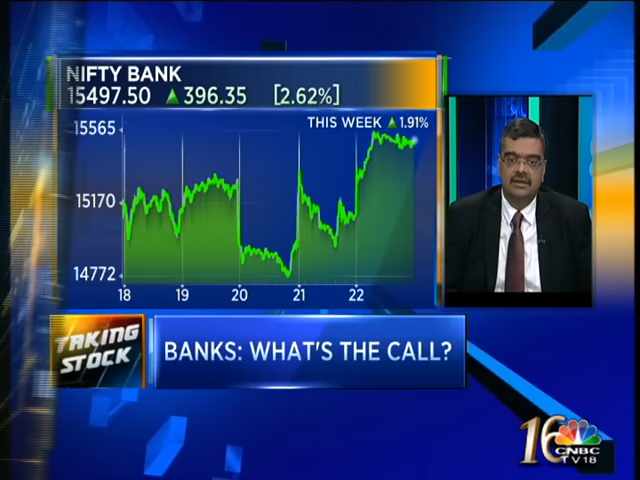 NIFTY BANK
15497.50 ▲ 396.35 [2.62%]
THIS WEEK ▲ 1.91%
15565
15170
14772
18 19 20 21 22
TAKING
STOCK
BANKS: WHAT'S THE CALL?
16
CNBC
TV18